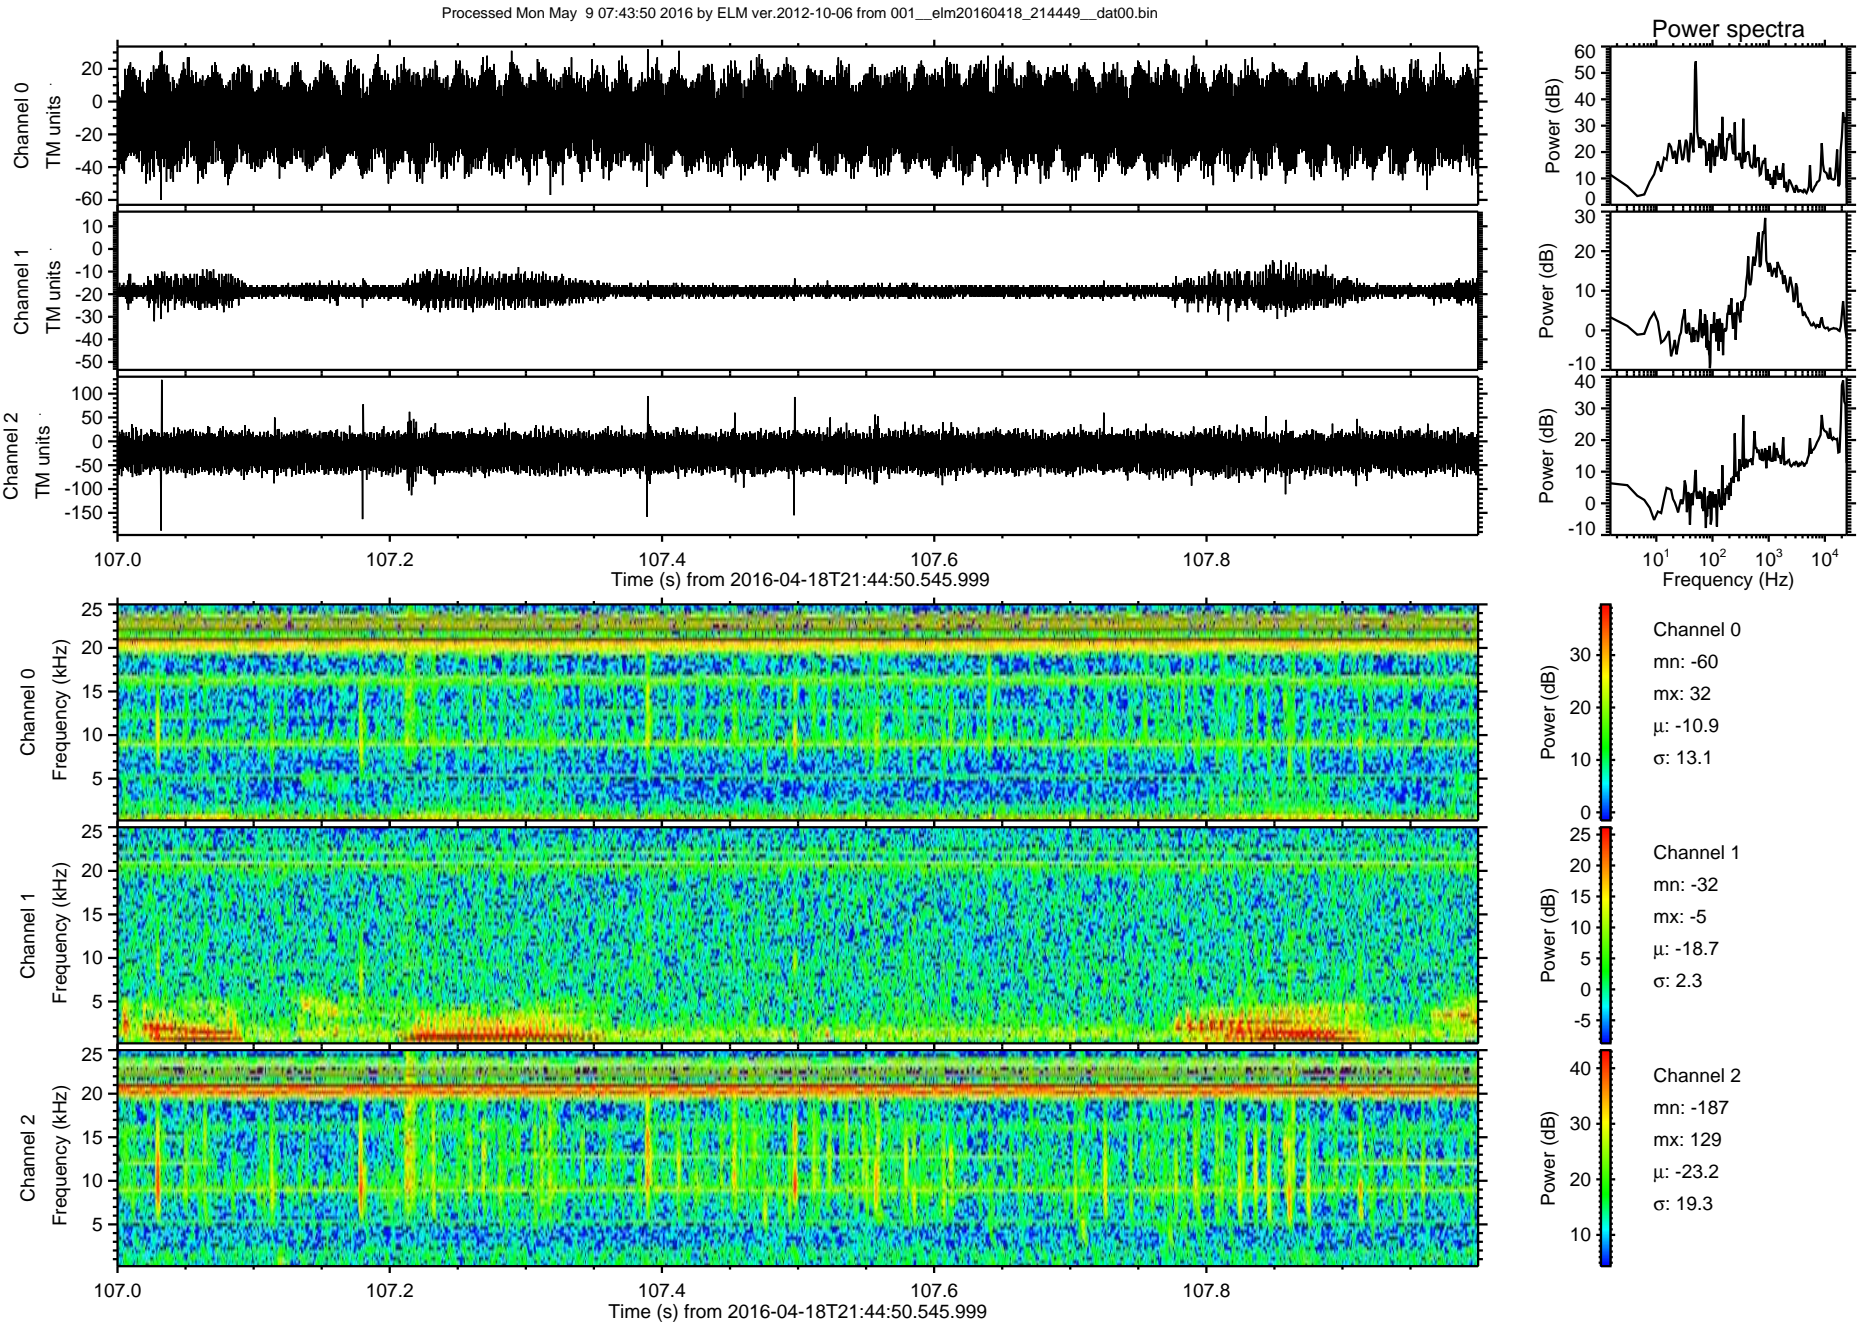 Processed Mon May  9 07:43:50 2016 by ELM ver.2012-10-06 from 001__elm20160418_214449__dat00.bin
Power spectra
Channel 0
TM units
20
0
-20
-40
-60
Power (dB)
60
50
40
30
20
10
0
Channel 1
TM units
10
0
-10
-20
-30
-40
-50
Power (dB)
30
20
10
0
-10
Channel 2
TM units
100
50
0
-50
-100
-150
Power (dB)
40
30
20
10
0
-10
107.0 107.2 107.4 107.6 107.8
Time (s) from 2016-04-18T21:44:50.545.999
10¹ 10² 10³ 10⁴
Frequency (Hz)
Channel 0
Frequency (kHz)
25
20
15
10
5
Power (dB)
30
20
10
0
Channel 0
mn: -60
mx: 32
μ: -10.9
σ: 13.1
Channel 1
Frequency (kHz)
25
20
15
10
5
Power (dB)
25
20
15
10
5
0
-5
Channel 1
mn: -32
mx: -5
μ: -18.7
σ: 2.3
Channel 2
Frequency (kHz)
25
20
15
10
5
Power (dB)
40
30
20
10
Channel 2
mn: -187
mx: 129
μ: -23.2
σ: 19.3
107.0 107.2 107.4 107.6 107.8
Time (s) from 2016-04-18T21:44:50.545.999